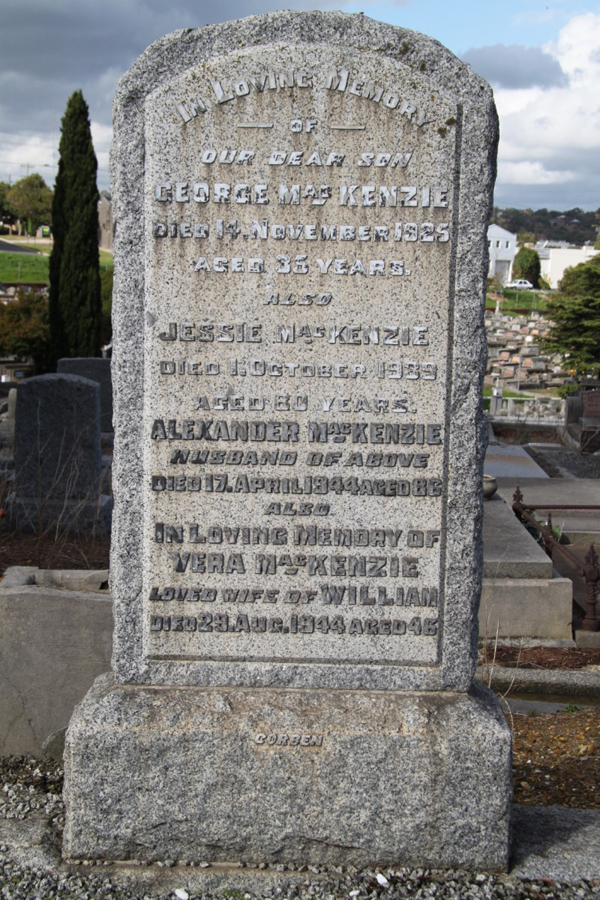 IN LOVING MEMORY
OF
OUR DEAR SON
GEORGE MACKENZIE
DIED 14. NOVEMBER 1925
AGED 35 YEARS.
ALSO
JESSIE MACKENZIE
DIED 1. OCTOBER 1939
AGED 80 YEARS.
ALEXANDER MACKENZIE
HUSBAND OF ABOVE
DIED 17. APRIL 1944 AGED 86
ALSO
IN LOVING MEMORY OF
VERA MACKENZIE
LOVED WIFE OF WILLIAM
DIED 29. AUG. 1944 AGED 46
CORBEN